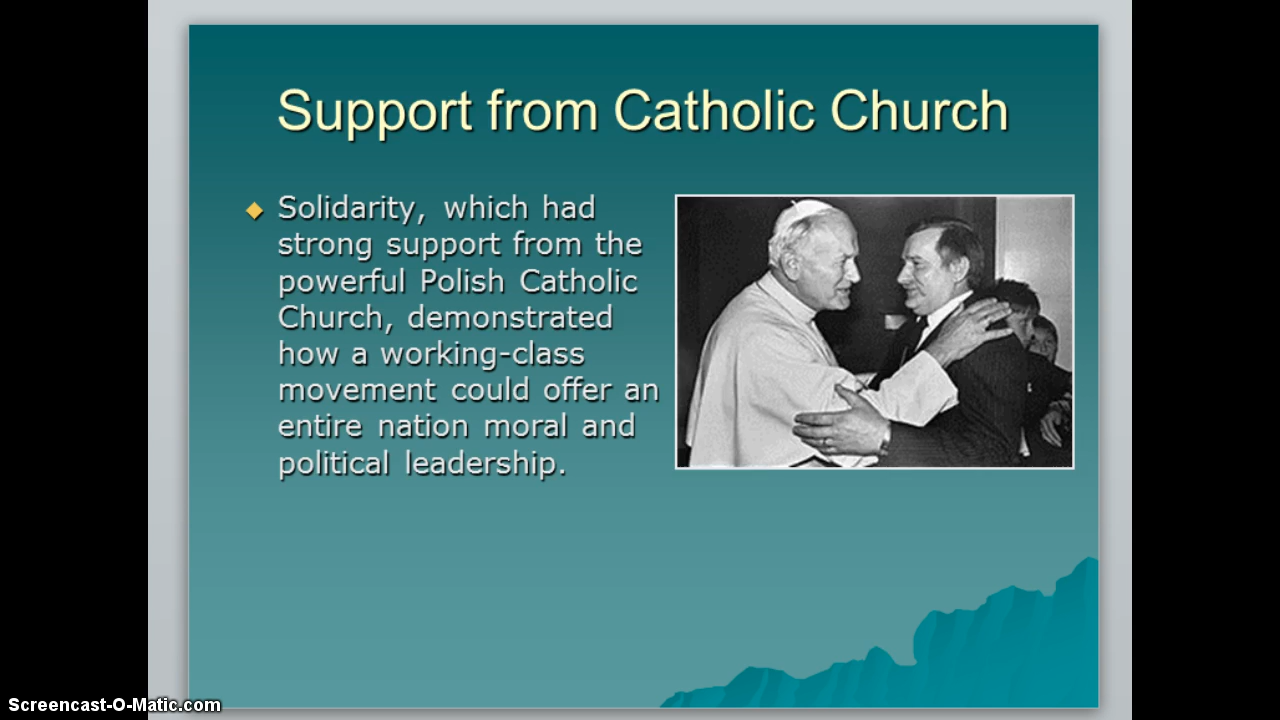 Support from Catholic Church
Solidarity, which had
strong support from the
powerful Polish Catholic
Church, demonstrated
how a working-class
movement could offer an
entire nation moral and
political leadership.
Screencast-O-Matic.com